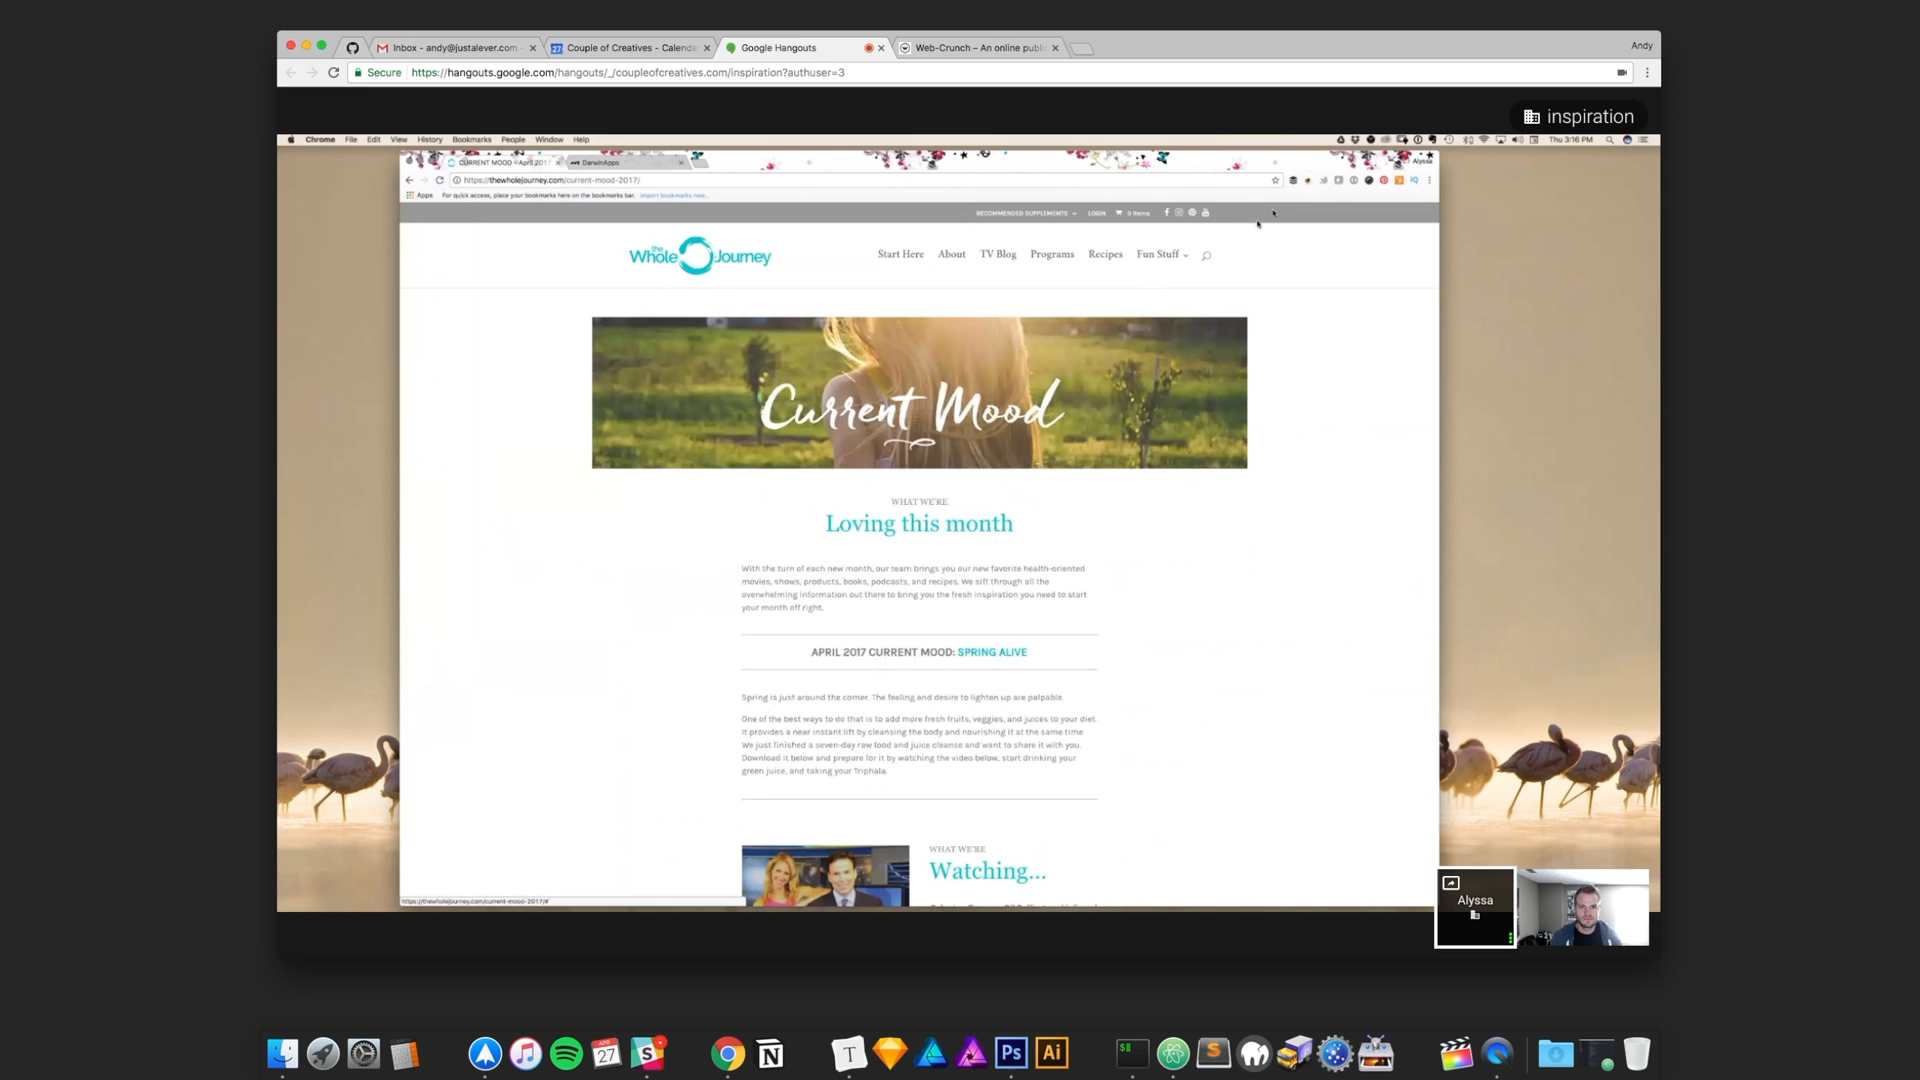 Inbox - andy@justalever.com -
Couple of Creatives - Calenda
Google Hangouts
Web-Crunch – An online publi
Andy
Secure
https://hangouts.google.com/hangouts/_/coupleofcreatives.com/inspiration?authuser=3
inspiration
Chrome File Edit View History Bookmarks People Window Help
Thu 3:16 PM
CURRENT MOOD - April 2017
DarwinApps
Alyssa
https://thewholejourney.com/current-mood-2017/
Apps
For quick access, place your bookmarks here on the bookmarks bar. Import bookmarks now...
RECOMMENDED SUPPLEMENTS
LOGIN
0 Items
the
Whole Journey
Start Here
About
TV Blog
Programs
Recipes
Fun Stuff
Current Mood
WHAT WE'RE
Loving this month
With the turn of each new month, our team brings you our new favorite health-oriented
movies, shows, products, books, podcasts, and recipes. We sift through all the
overwhelming information out there to bring you the fresh inspiration you need to start
your month off right.
APRIL 2017 CURRENT MOOD: SPRING ALIVE
Spring is just around the corner. The feeling and desire to lighten up are palpable.
One of the best ways to do that is to add more fresh fruits, veggies, and juices to your diet.
It provides a near instant lift by cleansing the body and nourishing it at the same time.
We just finished a seven-day raw food and juice cleanse and want to share it with you.
Download it below and prepare for it by watching the video below, start drinking your
green juice, and taking your Triphala.
WHAT WE'RE
Watching...
https://thewholejourney.com/current-mood-2017/#
Alyssa
APR
27
S
N
T
Ps
Ai
$
S